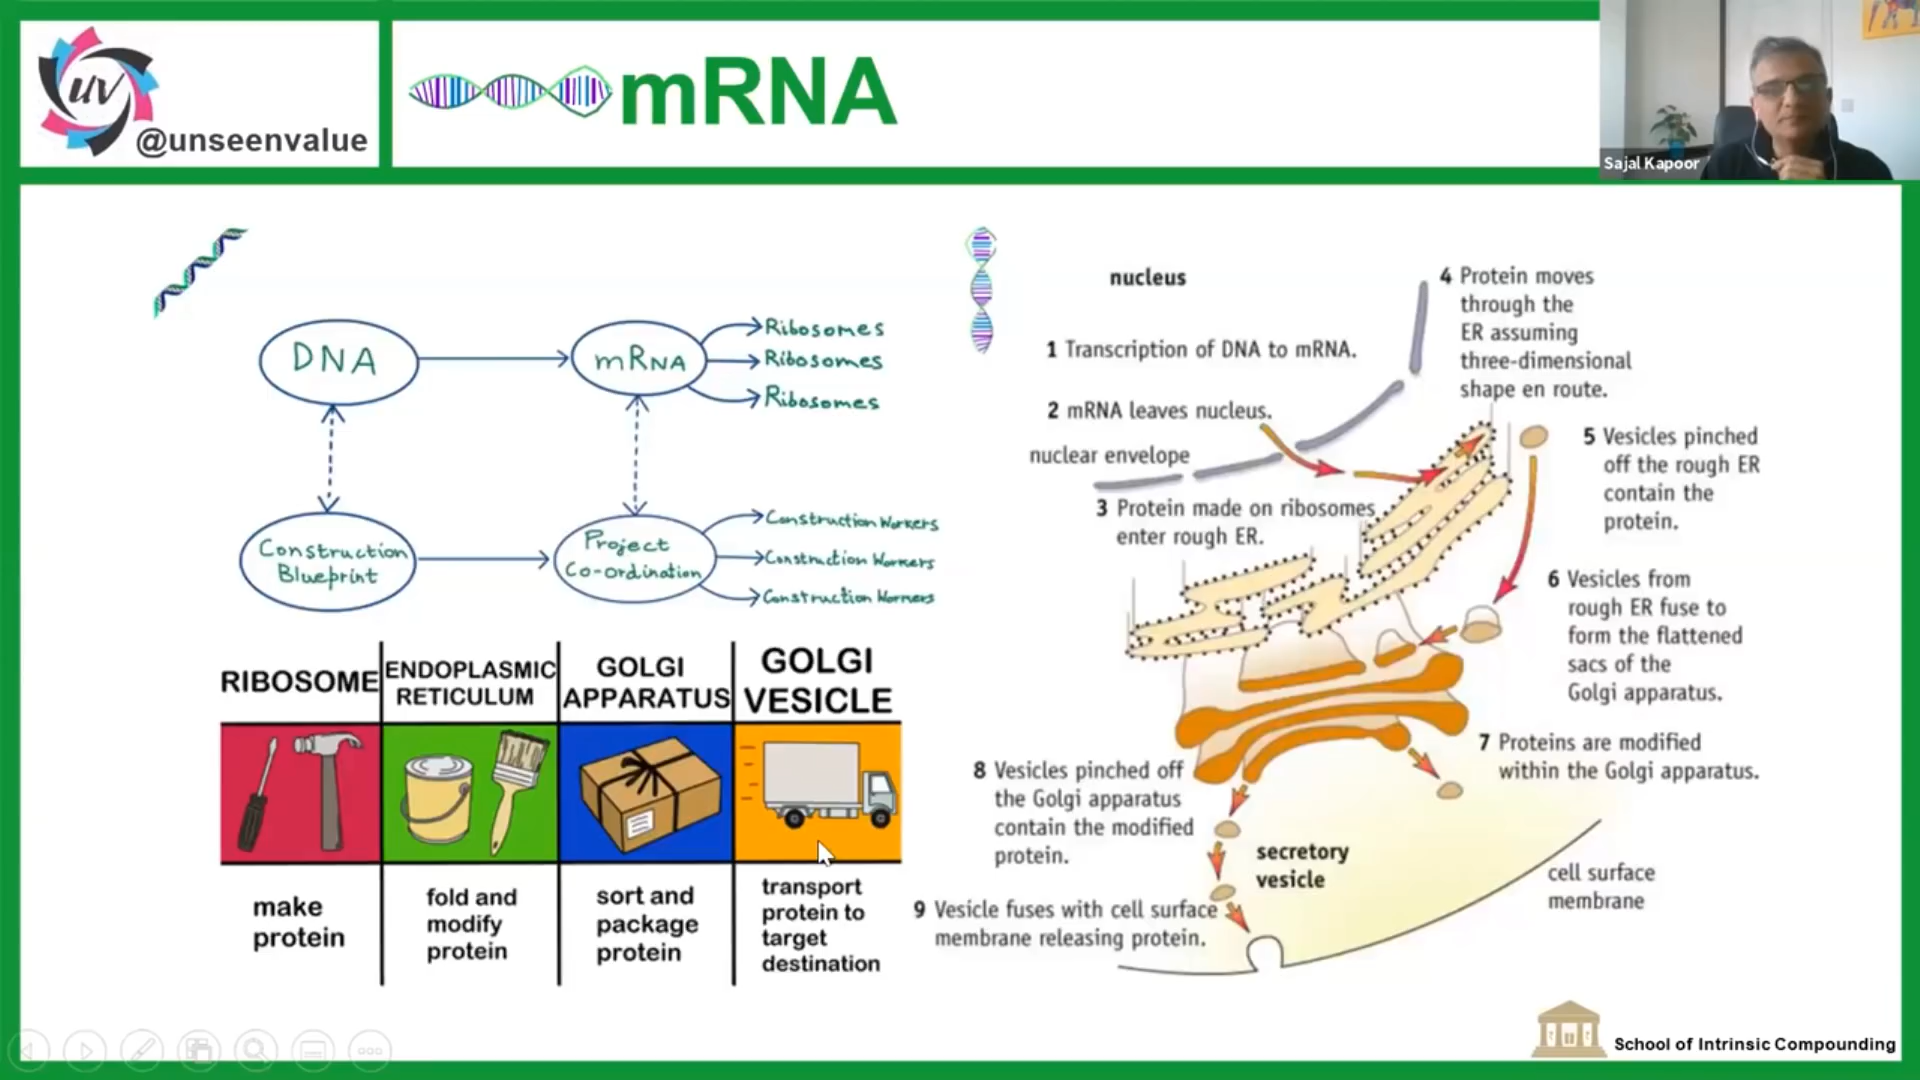 uv
@unseenvalue
mRNA
Sajal Kapoor
DNA
mRNA
Ribosomes
Ribosomes
Ribosomes
Construction
Blueprint
Project
Co-ordination
Construction Workers
Construction Workers
Construction Workers
RIBOSOME
ENDOPLASMIC
RETICULUM
GOLGI
APPARATUS
GOLGI
VESICLE
make
protein
fold and
modify
protein
sort and
package
protein
transport
protein to
target
destination
nucleus
1 Transcription of DNA to mRNA.
2 mRNA leaves nucleus.
nuclear envelope
3 Protein made on ribosomes
enter rough ER.
4 Protein moves
through the
ER assuming
three-dimensional
shape en route.
5 Vesicles pinched
off the rough ER
contain the
protein.
6 Vesicles from
rough ER fuse to
form the flattened
sacs of the
Golgi apparatus.
7 Proteins are modified
within the Golgi apparatus.
8 Vesicles pinched off
the Golgi apparatus
contain the modified
protein.
secretory
vesicle
9 Vesicle fuses with cell surface
membrane releasing protein.
cell surface
membrane
School of Intrinsic Compounding